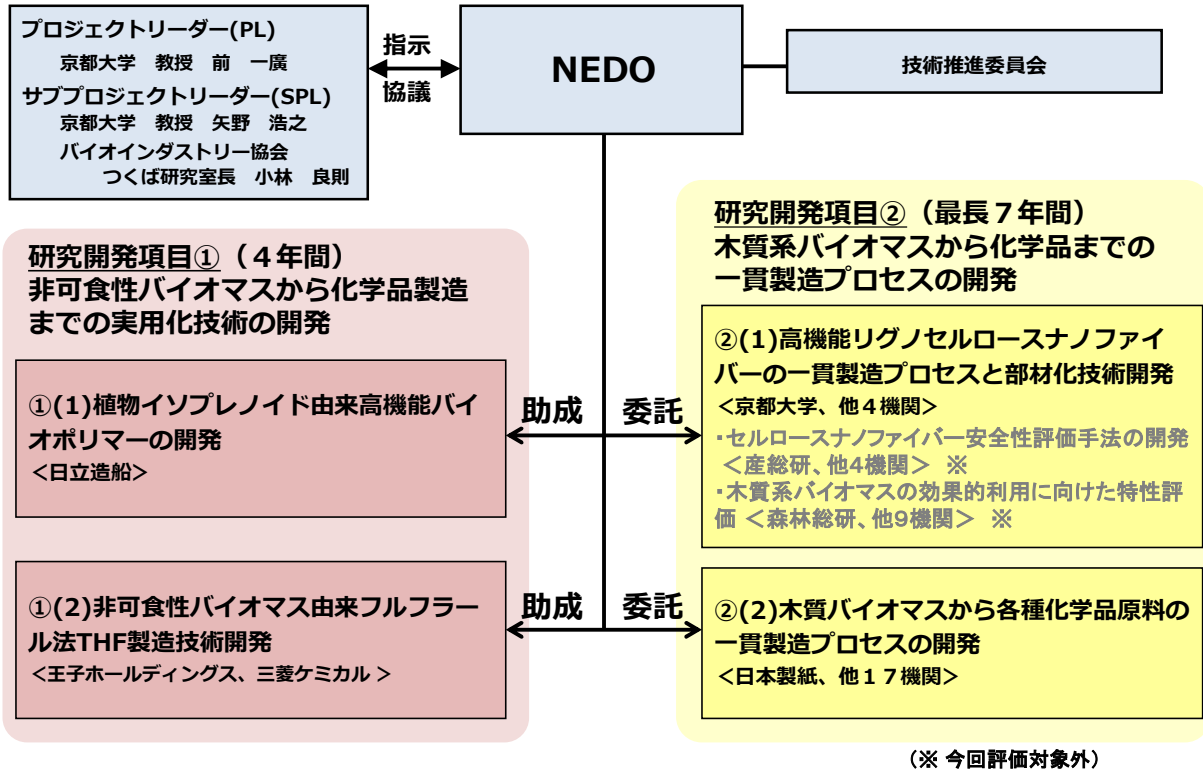 プロジェクトリーダー(PL)
京都大学 教授 前 一廣
サブプロジェクトリーダー(SPL)
京都大学 教授 矢野 浩之
バイオインダストリー協会
つくば研究室長 小林 良則
指示
協議
NEDO
技術推進委員会
研究開発項目①（４年間）
非可食性バイオマスから化学品製造
までの実用化技術の開発
①(1)植物イソプレノイド由来高機能バイ
オポリマーの開発
＜日立造船＞
①(2)非可食性バイオマス由来フルフラー
ル法THF製造技術開発
＜王子ホールディングス、三菱ケミカル ＞
助成
委託
助成
委託
研究開発項目②（最長７年間）
木質系バイオマスから化学品までの
一貫製造プロセスの開発
②(1)高機能リグノセルロースナノファイ
バーの一貫製造プロセスと部材化技術開発
＜京都大学、他４機関＞
・セルロースナノファイバー安全性評価手法の開発
＜産総研、他4機関＞ ※
・木質系バイオマスの効果的利用に向けた特性評
価 ＜森林総研、他9機関＞ ※
②(2)木質バイオマスから各種化学品原料の
一貫製造プロセスの開発
＜日本製紙、他１７機関＞
（※ 今回評価対象外）